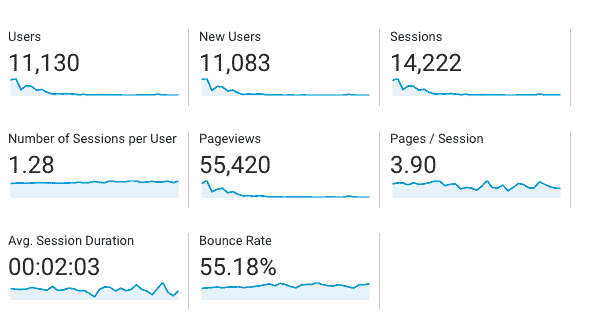 Users
New Users
Sessions
11,130
11,083
14,222
Number of Sessions per User
Pageviews
Pages / Session
1.28
55,420
3.90
Avg. Session Duration
Bounce Rate
00:02:03
55.18%